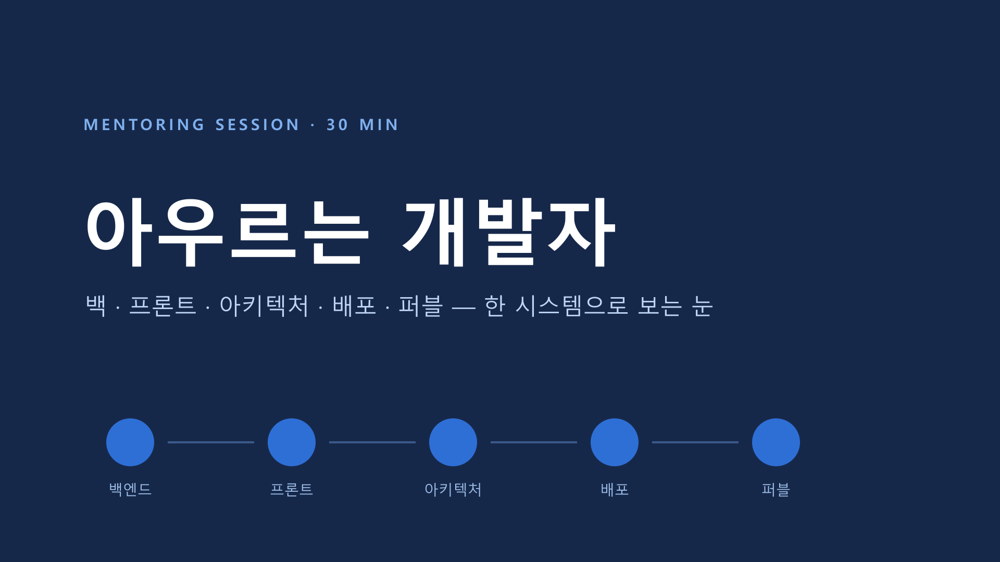 MENTORING SESSION · 30 MIN
아우르는 개발자
백 · 프론트 · 아키텍처 · 배포 · 퍼블 — 한 시스템으로 보는 눈
백엔드
프론트
아키텍처
배포
퍼블